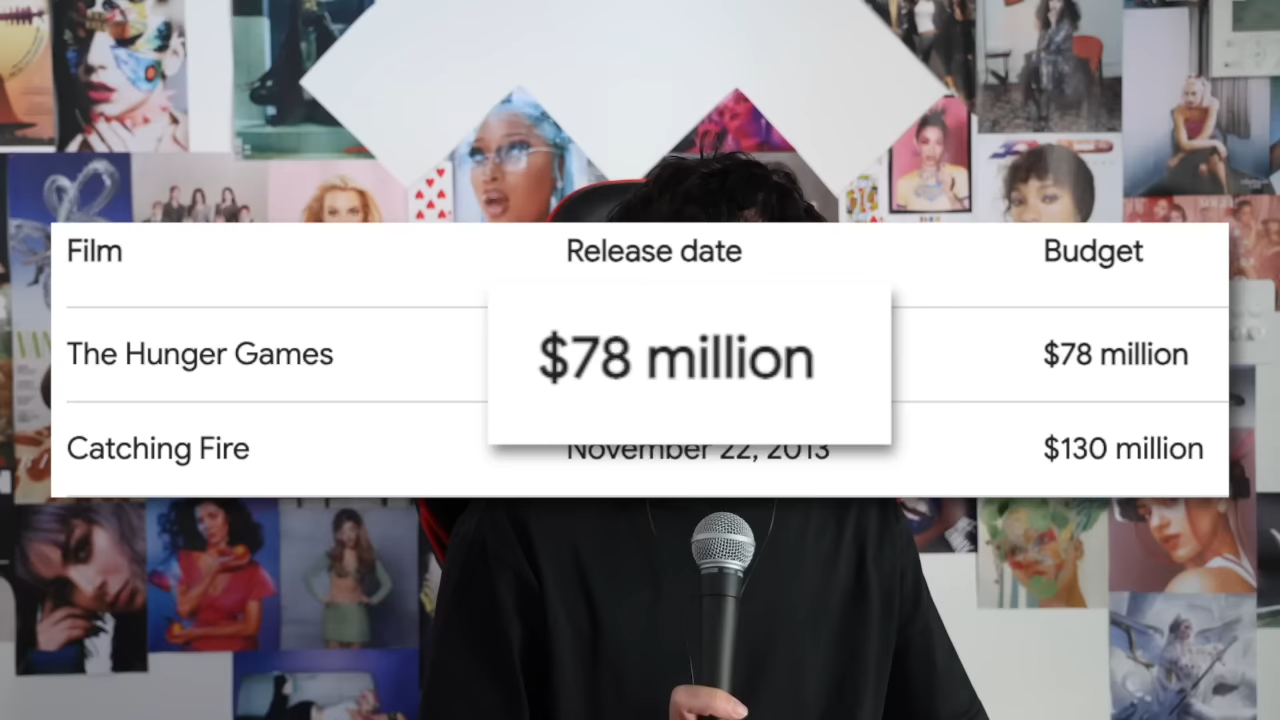 Film Release date Budget
The Hunger Games $78 million $78 million
Catching Fire November 22, 2013 $130 million